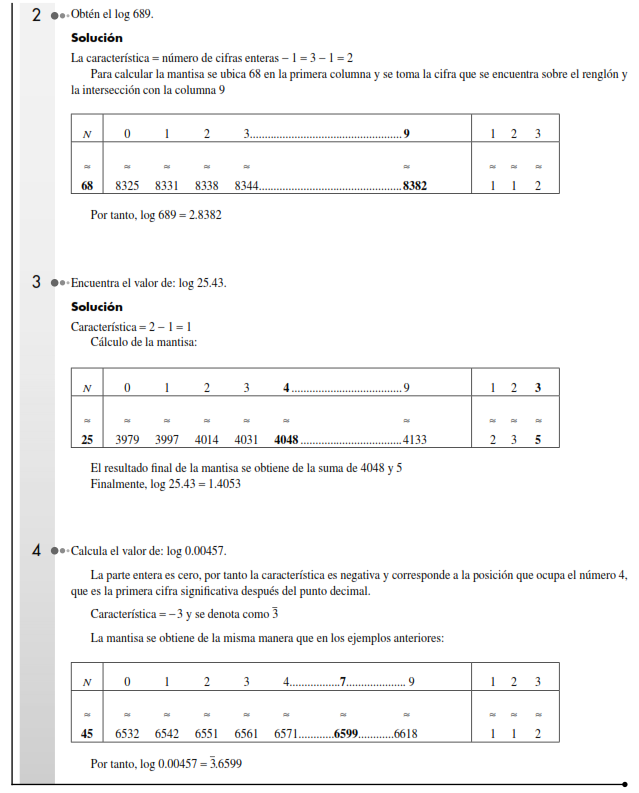 2 Obtén el log 689.
Solución
La característica = número de cifras enteras − 1 = 3 − 1 = 2
Para calcular la mantisa se ubica 68 en la primera columna y se toma la cifra que se encuentra sobre el renglón y
la intersección con la columna 9
N 0 1 2 3....................................................9 1 2 3
≈ ≈ ≈ ≈ ≈ ≈ ≈ ≈ ≈
68 8325 8331 8338 8344................................................8382 1 1 2
Por tanto, log 689 = 2.8382
3 Encuentra el valor de: log 25.43.
Solución
Característica = 2 − 1 = 1
Cálculo de la mantisa:
N 0 1 2 3 4.....................................9 1 2 3
≈ ≈ ≈ ≈ ≈ ≈ ≈ ≈ ≈ ≈
25 3979 3997 4014 4031 4048..................................4133 2 3 5
El resultado final de la mantisa se obtiene de la suma de 4048 y 5
Finalmente, log 25.43 = 1.4053
4 Calcula el valor de: log 0.00457.
La parte entera es cero, por tanto la característica es negativa y corresponde a la posición que ocupa el número 4,
que es la primera cifra significativa después del punto decimal.
Característica = − 3 y se denota como 3̅
La mantisa se obtiene de la misma manera que en los ejemplos anteriores:
N 0 1 2 3 4.................7.................... 9 1 2 3
≈ ≈ ≈ ≈ ≈ ≈ ≈ ≈ ≈ ≈ ≈
45 6532 6542 6551 6561 6571............6599............6618 1 1 2
Por tanto, log 0.00457 = 3̅.6599